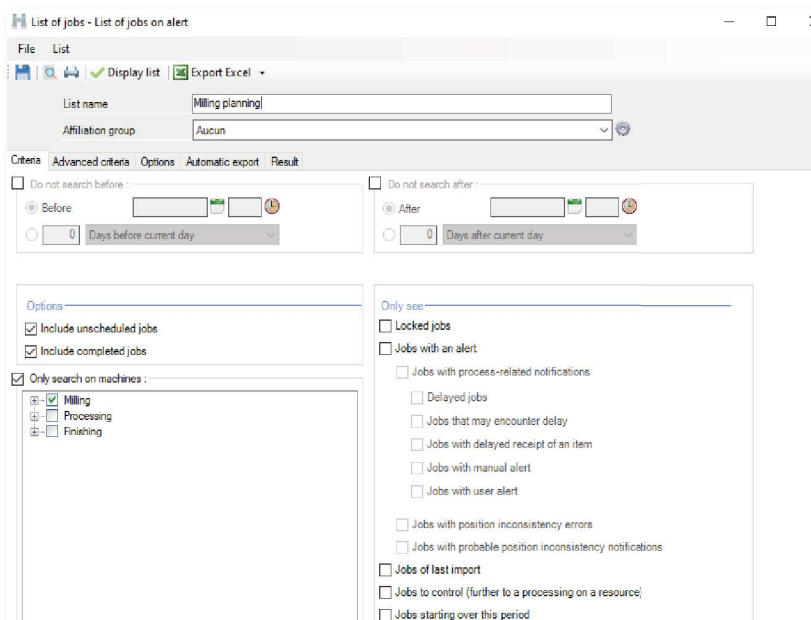 List of jobs - List of jobs on alert
File List
Display list Export Excel
List name Milling planning
Affiliation group Aucun
Criteria Advanced criteria Options Automatic export Result
Do not search before :
Before
0 Days before current day
Do not search after :
After
0 Days after current day
Options
Include unscheduled jobs
Include completed jobs
Only search on machines :
Milling
Processing
Finishing
Only see
Locked jobs
Jobs with an alert
Jobs with process-related notifications
Delayed jobs
Jobs that may encounter delay
Jobs with delayed receipt of an item
Jobs with manual alert
Jobs with user alert
Jobs with position inconsistency errors
Jobs with probable position inconsistency notifications
Jobs of last import
Jobs to control (further to a processing on a resource)
Jobs starting over this period